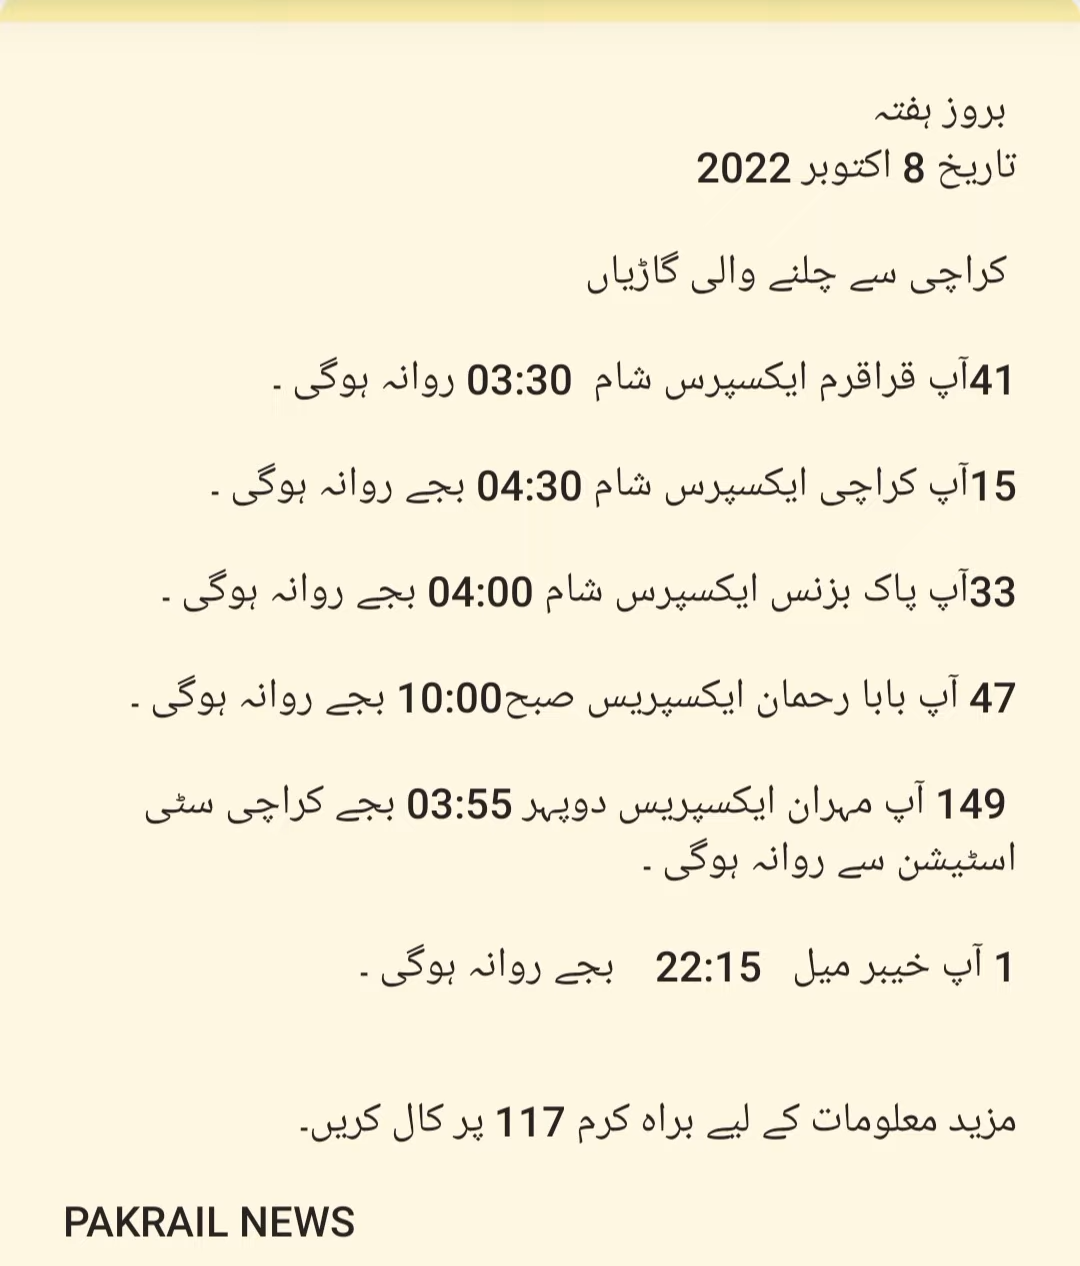 بروز ہفتہ
تاریخ 8 اکتوبر 2022
کراچی سے چلنے والی گاڑیاں
41آپ قراقرم ایکسپرس شام 03:30 روانہ ہوگی ۔
15آپ کراچی ایکسپرس شام 04:30 بجے روانہ ہوگی ۔
33آپ پاک بزنس ایکسپرس شام 04:00 بجے روانہ ہوگی ۔
47 آپ بابا رحمان ایکسپریس صبح10:00 بجے روانہ ہوگی ۔
149 آپ مہران ایکسپریس دوپہر 03:55 بجے کراچی سٹی
اسٹیشن سے روانہ ہوگی ۔
1 آپ خیبر میل 22:15 بجے روانہ ہوگی ۔
مزید معلومات کے لیے براہ کرم 117 پر کال کریں۔
PAKRAIL NEWS